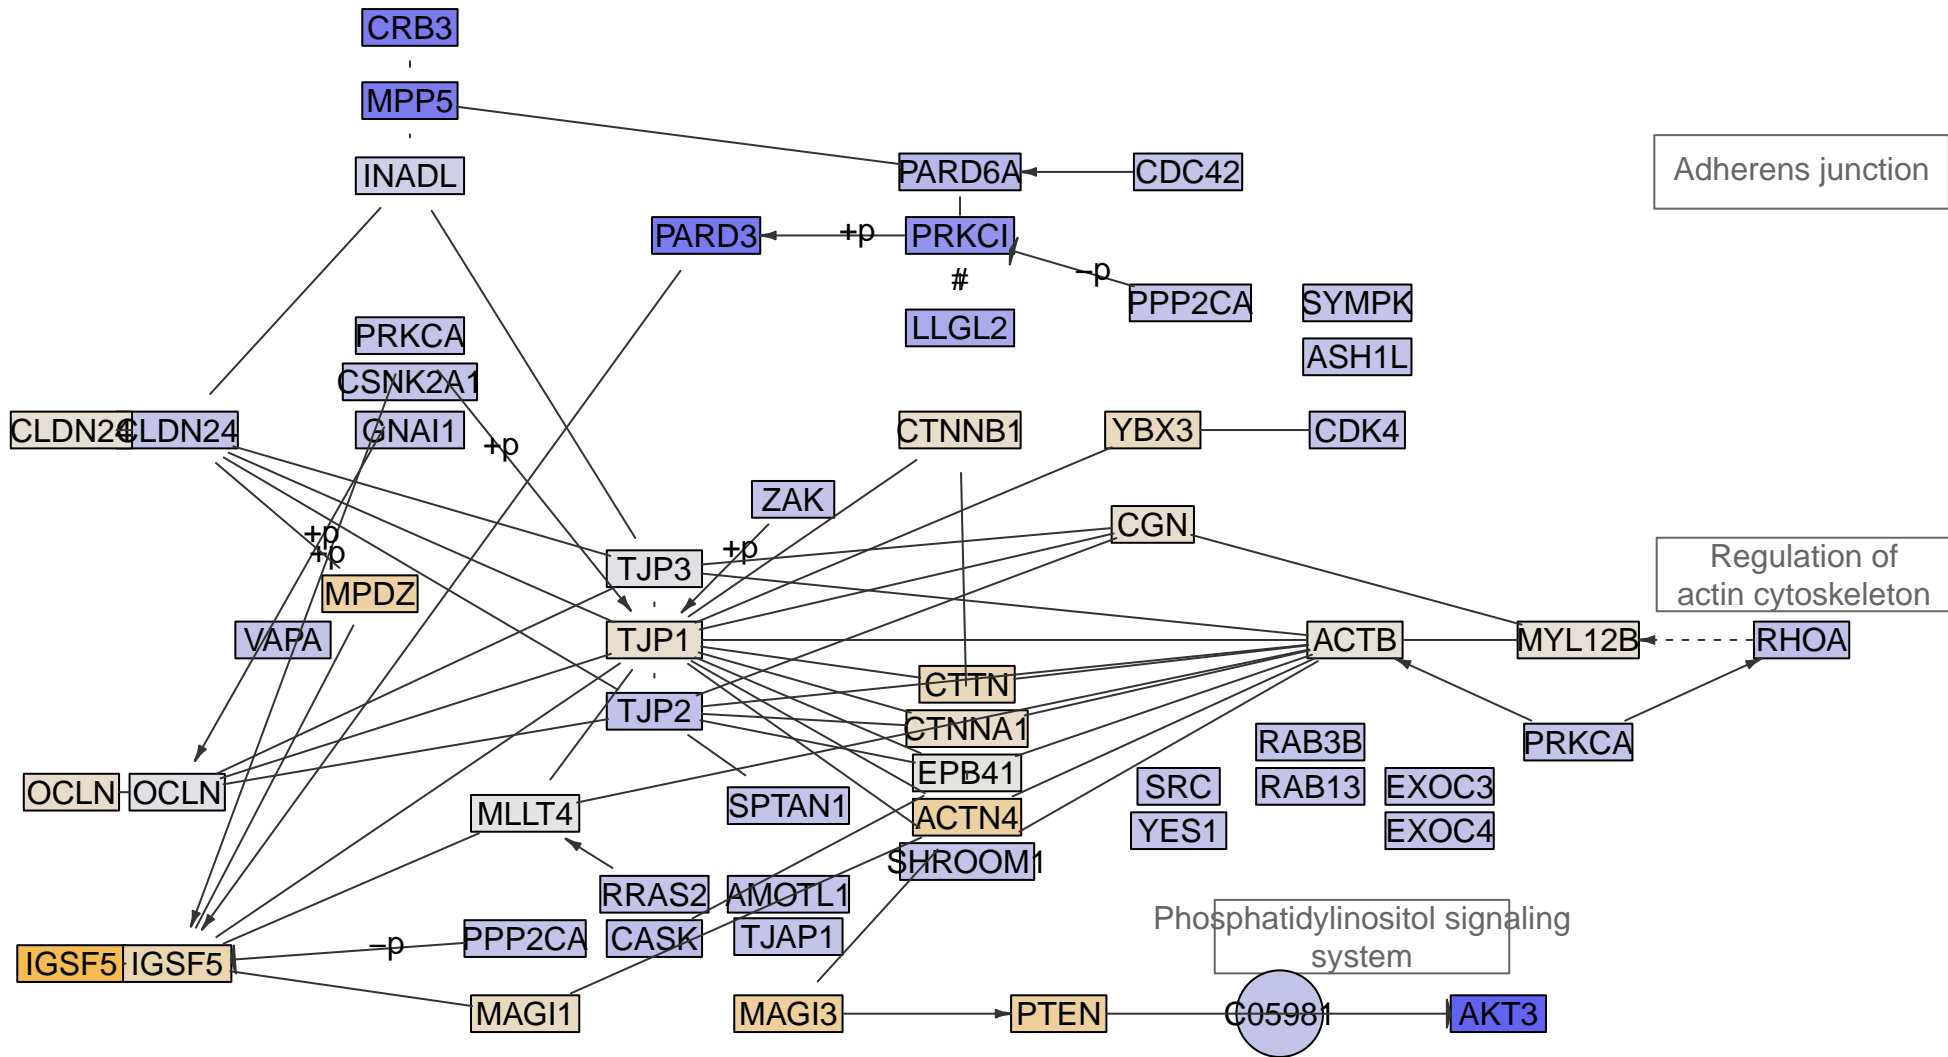 CRB3
MPP5
INADL
PARD6A
CDC42
Adherens junction
PARD3
+p
PRKCI
#
−p
PPP2CA
SYMPK
PRKCA
LLGL2
ASH1L
CSNK2A1
CLDN24
CLDN24
GNAI1
+p
CTNNB1
YBX3
CDK4
ZAK
CGN
+p
+p
+p
TJP3
Regulation of
actin cytoskeleton
MPDZ
VAPA
TJP1
ACTB
MYL12B
RHOA
CTTN
TJP2
CTNNA1
RAB3B
PRKCA
EPB41
OCLN
OCLN
SRC
RAB13
EXOC3
MLLT4
SPTAN1
ACTN4
YES1
EXOC4
SHROOM1
RRAS2
AMOTL1
Phosphatidylinositol signaling
system
−p
PPP2CA
CASK
TJAP1
IGSF5
IGSF5
MAGI1
MAGI3
PTEN
C05981
AKT3